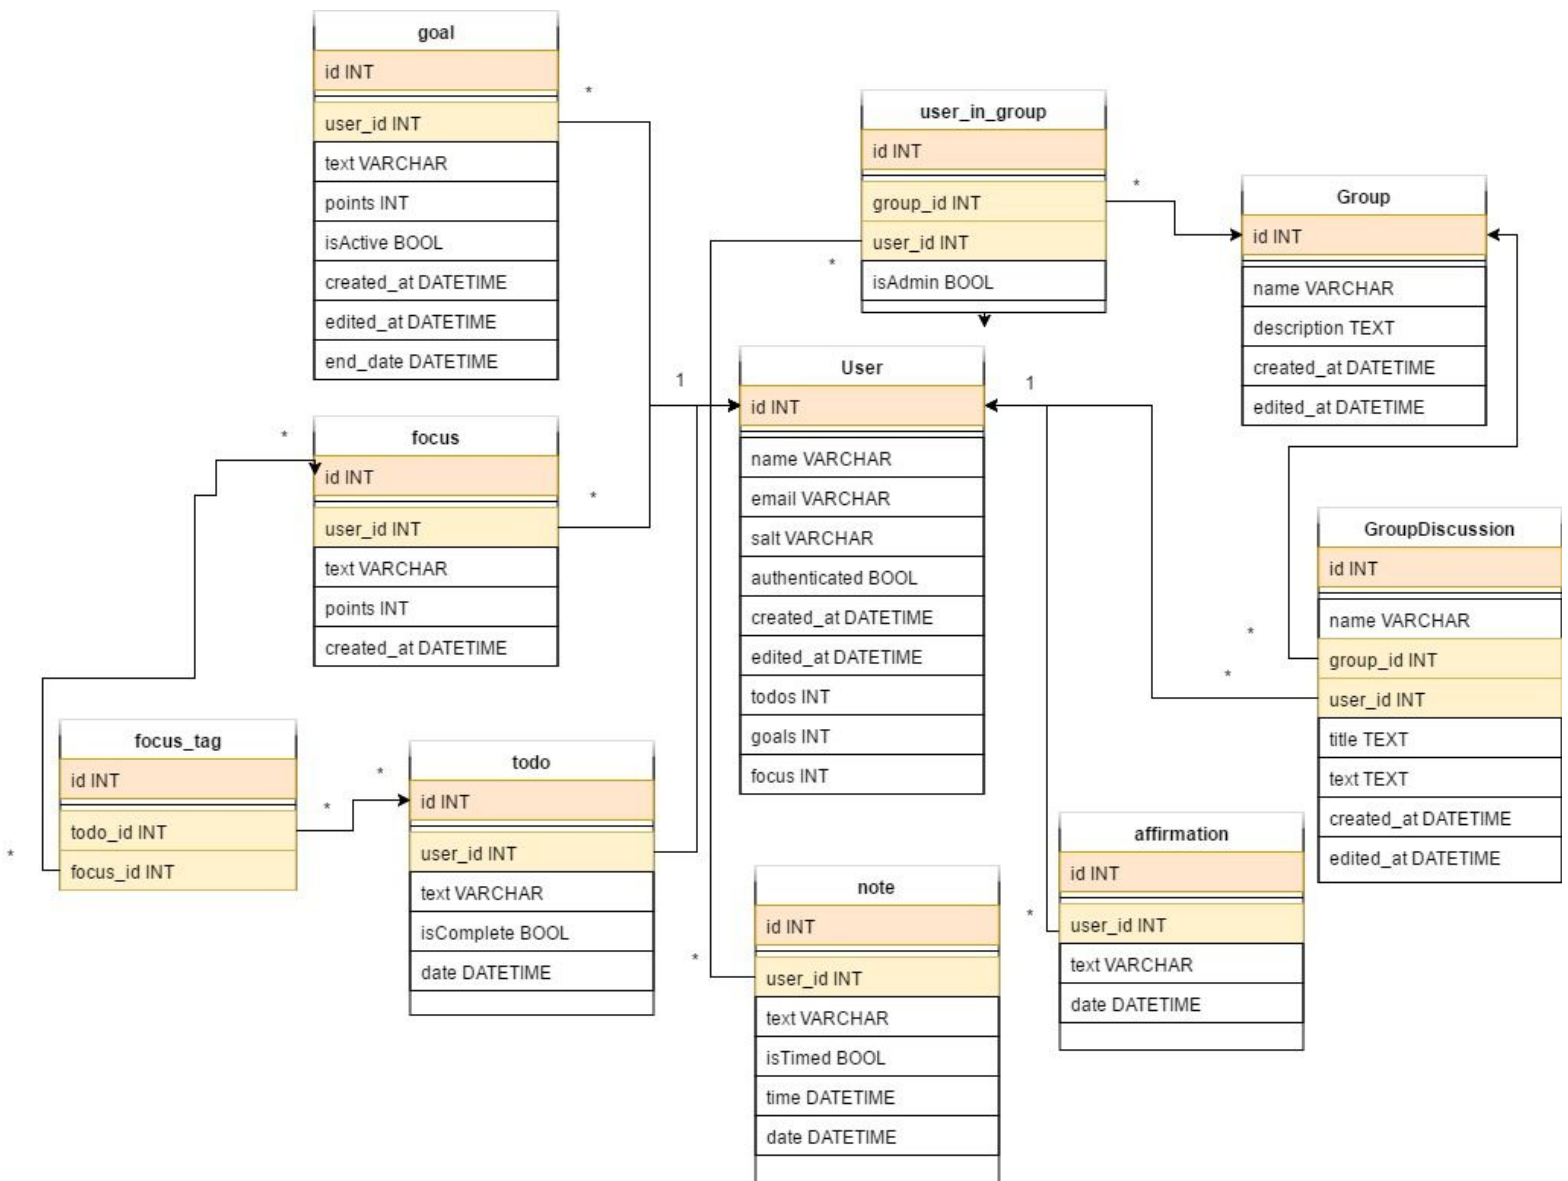 goal
id INT
*
user_id INT
text VARCHAR
points INT
isActive BOOL
created_at DATETIME
edited_at DATETIME
end_date DATETIME
user_in_group
id INT
group_id INT
user_id INT
*
isAdmin BOOL
*
Group
id INT
name VARCHAR
description TEXT
created_at DATETIME
edited_at DATETIME
1
User
1
id INT
name VARCHAR
email VARCHAR
salt VARCHAR
authenticated BOOL
created_at DATETIME
edited_at DATETIME
todos INT
goals INT
focus INT
*
focus
id INT
*
user_id INT
text VARCHAR
points INT
created_at DATETIME
GroupDiscussion
id INT
name VARCHAR
*
group_id INT
*
user_id INT
title TEXT
text TEXT
created_at DATETIME
edited_at DATETIME
focus_tag
id INT
*
todo_id INT
*
focus_id INT
*
todo
id INT
user_id INT
text VARCHAR
isComplete BOOL
date DATETIME
note
id INT
*
user_id INT
text VARCHAR
isTimed BOOL
time DATETIME
date DATETIME
affirmation
id INT
*
user_id INT
text VARCHAR
date DATETIME